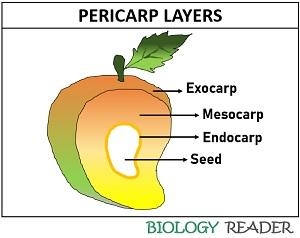 PERICARP LAYERS
Exocarp
Mesocarp
Endocarp
Seed
BIOLOGY READER